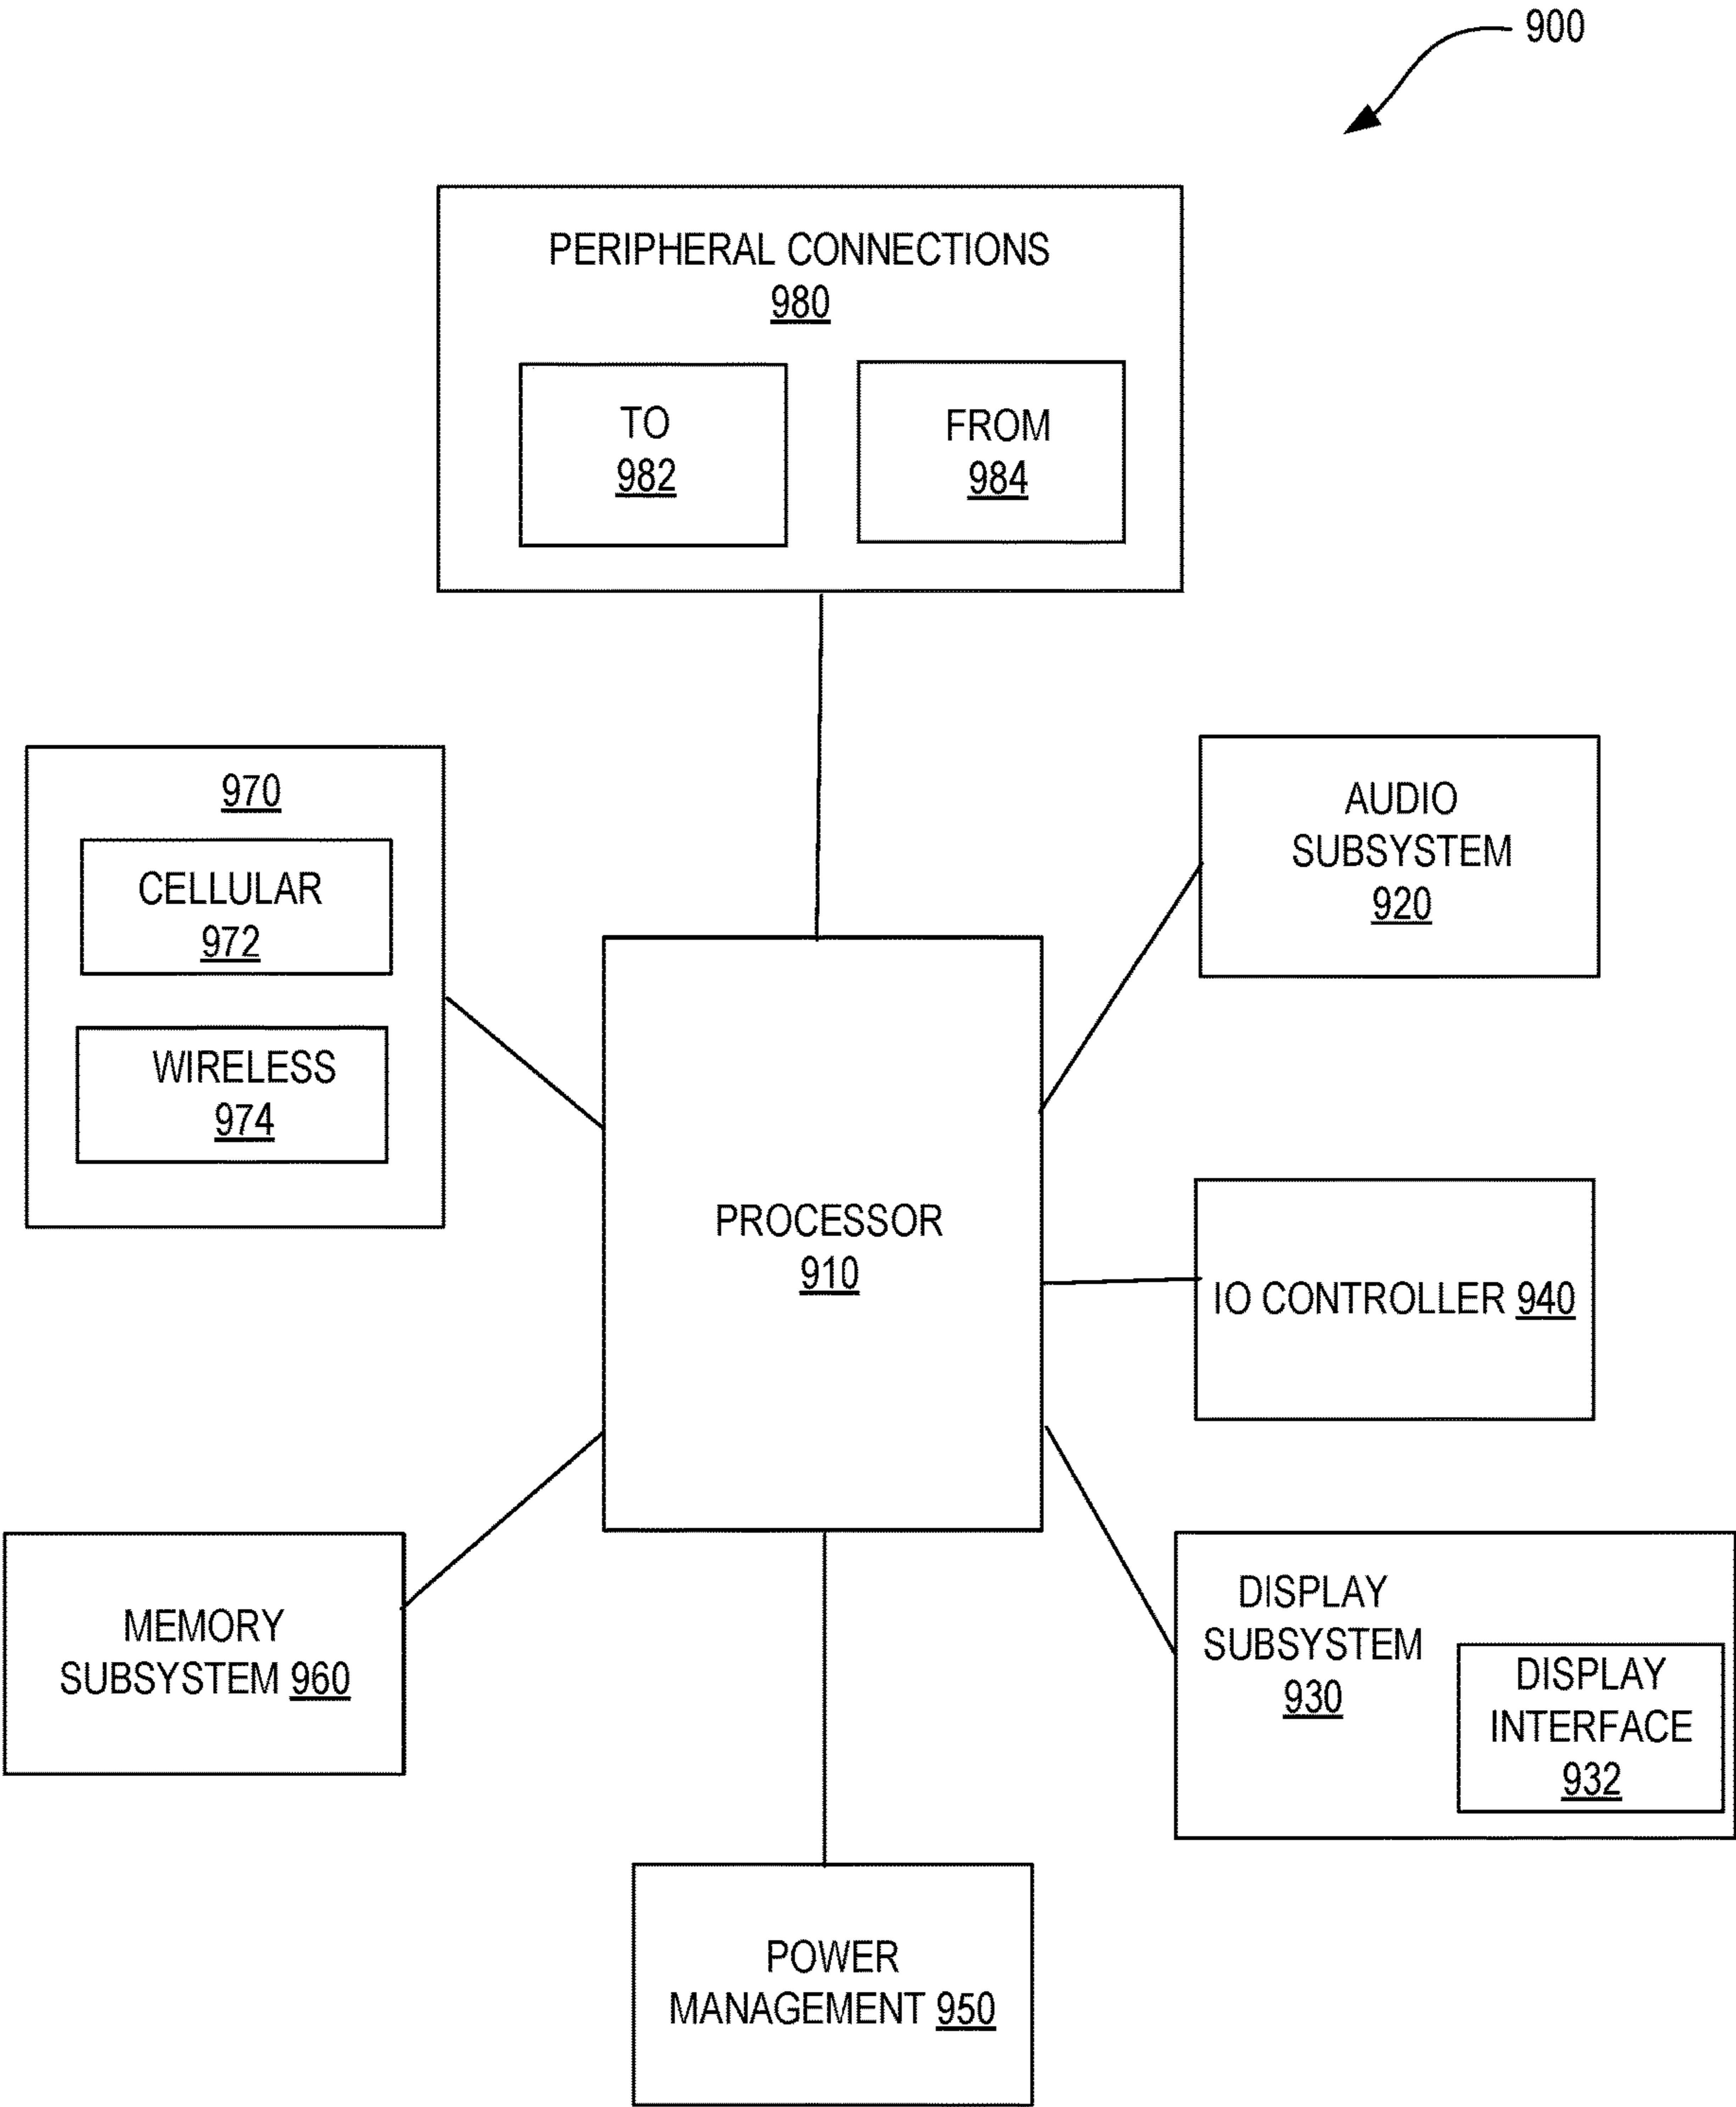 900
PERIPHERAL CONNECTIONS
980
TO
982
FROM
984
970
CELLULAR
972
WIRELESS
974
AUDIO
SUBSYSTEM
920
PROCESSOR
910
IO CONTROLLER 940
MEMORY
SUBSYSTEM 960
DISPLAY
SUBSYSTEM
930
DISPLAY
INTERFACE
932
POWER
MANAGEMENT 950